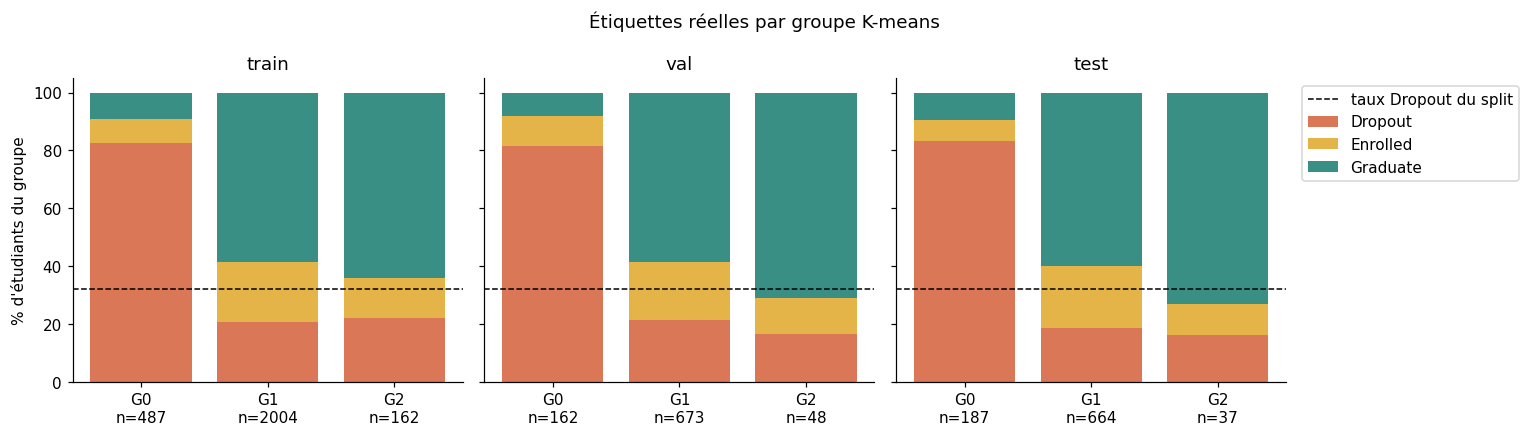 Étiquettes réelles par groupe K-means
train
val
test
% d'étudiants du groupe
100
80
60
40
20
0
G0
n=487
G1
n=2004
G2
n=162
G0
n=162
G1
n=673
G2
n=48
G0
n=187
G1
n=664
G2
n=37
taux Dropout du split
Dropout
Enrolled
Graduate